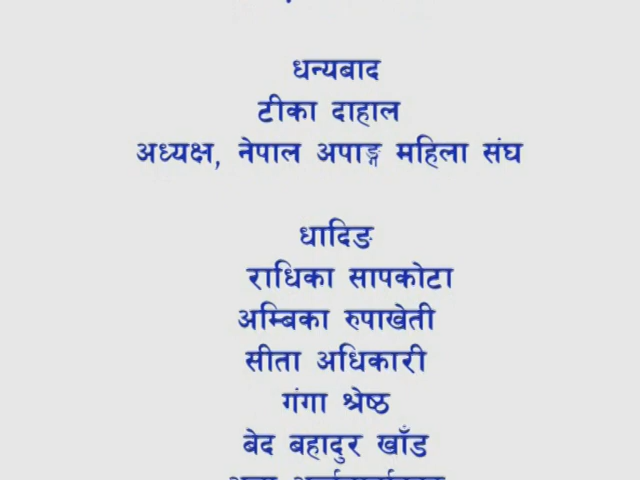 धन्यबाद
टीका दाहाल
अध्यक्ष, नेपाल अपाङ्ग महिला संघ
धादिङ
राधिका सापकोटा
अम्बिका रुपाखेती
सीता अधिकारी
गंगा श्रेष्ठ
बेद बहादुर खाँड